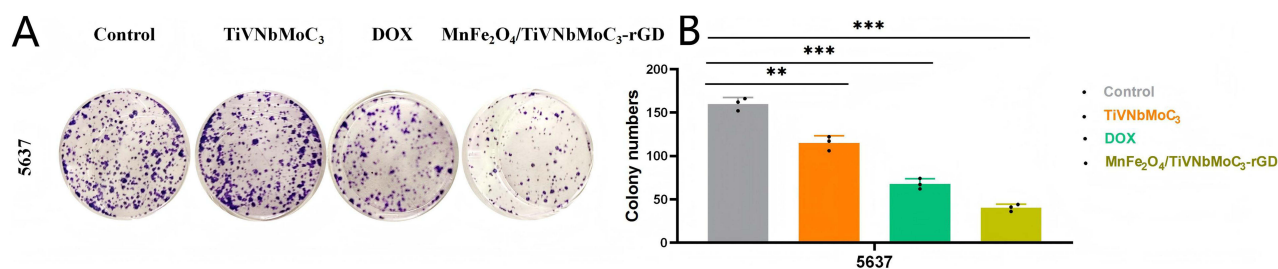 A
Control
TiVNbMoC₃
DOX
MnFe₂O₄/TiVNbMoC₃-rGD
5637
B
***
***
**
Colony numbers
200
150
100
50
0
5637
Control
TiVNbMoC₃
DOX
MnFe₂O₄/TiVNbMoC₃-rGD